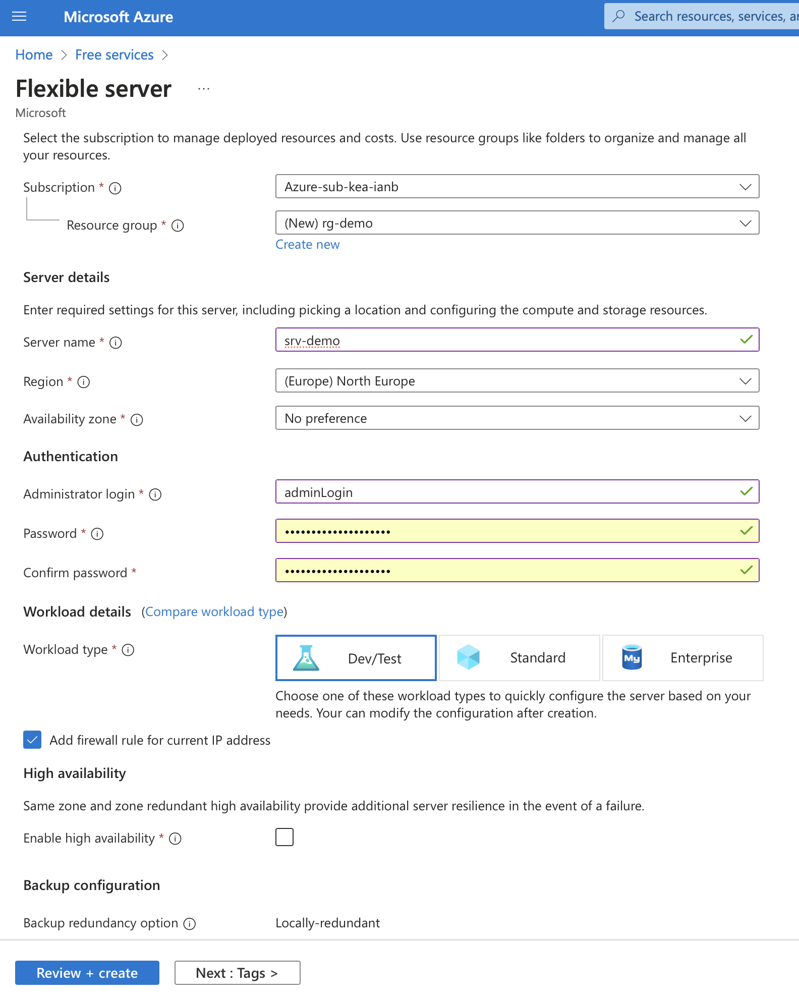 Microsoft Azure
Search resources, services, ar
Home > Free services >
Flexible server ...
Microsoft
Select the subscription to manage deployed resources and costs. Use resource groups like folders to organize and manage all
your resources.
Subscription *
Azure-sub-kea-ianb
Resource group *
(New) rg-demo
Create new
Server details
Enter required settings for this server, including picking a location and configuring the compute and storage resources.
Server name *
srv-demo
Region *
(Europe) North Europe
Availability zone *
No preference
Authentication
Administrator login *
adminLogin
Password *
••••••••••••••••••••
Confirm password *
••••••••••••••••••••
Workload details (Compare workload type)
Workload type *
Dev/Test
Standard
My
Enterprise
Choose one of these workload types to quickly configure the server based on your
needs. Your can modify the configuration after creation.
Add firewall rule for current IP address
High availability
Same zone and zone redundant high availability provide additional server resilience in the event of a failure.
Enable high availability *
Backup configuration
Backup redundancy option
Locally-redundant
Review + create
Next : Tags >